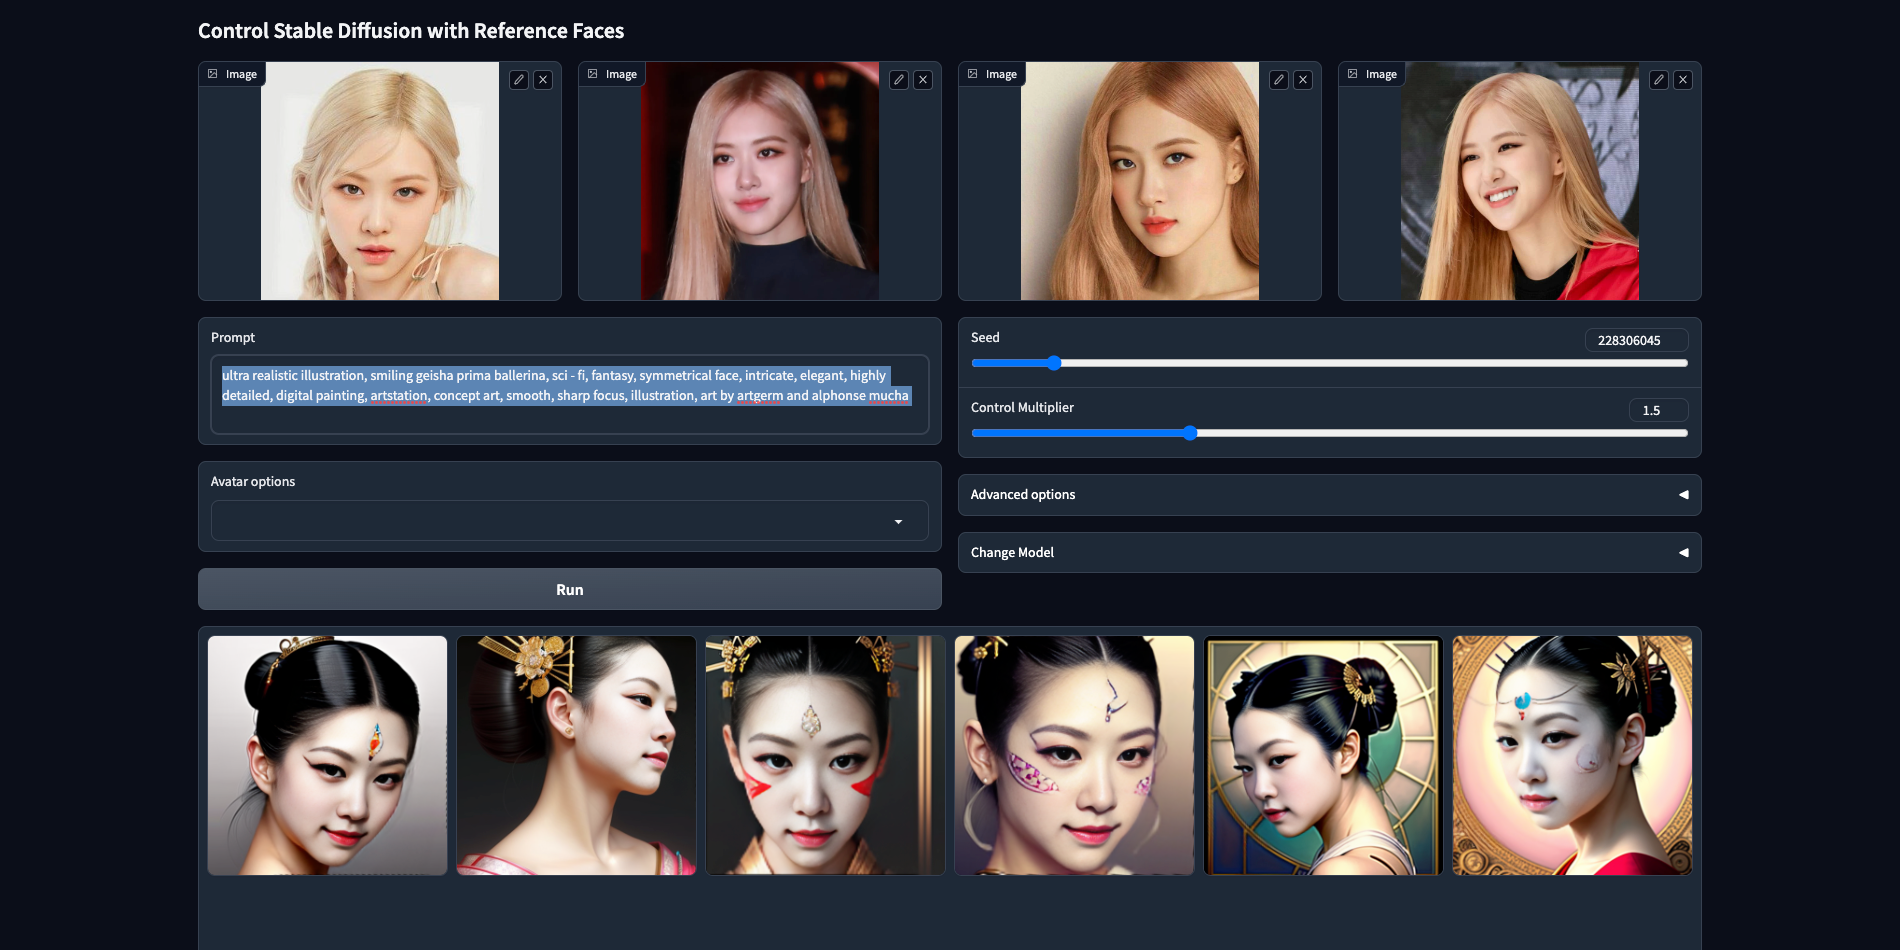 Control Stable Diffusion with Reference Faces
Image
Image
Image
Image
Prompt
ultra realistic illustration, smiling geisha prima ballerina, sci - fi, fantasy, symmetrical face, intricate, elegant, highly
detailed, digital painting, artstation, concept art, smooth, sharp focus, illustration, art by artgerm and alphonse mucha
Seed
228306045
Control Multiplier
1.5
Avatar options
Advanced options
Change Model
Run